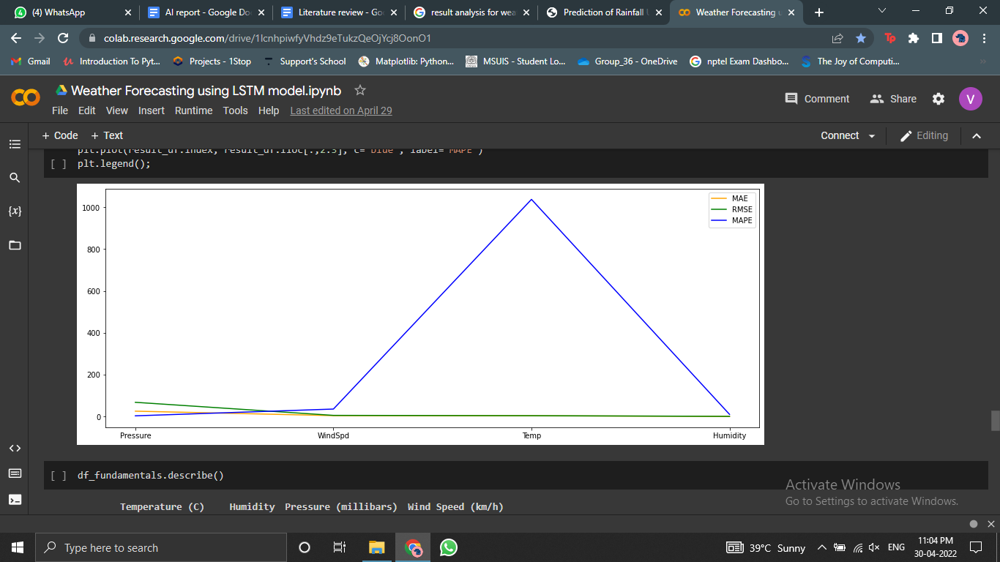 (4) WhatsApp
AI report - Google Do
Literature review - Go
result analysis for wea
Prediction of Rainfall U
Weather Forecasting u
colab.research.google.com/drive/1lcnhpiwfyVhdz9eTukzQeOjYcj8OonO1
Gmail
Introduction To Pyt...
Projects - 1Stop
Support's School
Matplotlib: Python...
MSUIS - Student Lo...
Group_36 - OneDrive
nptel Exam Dashbo...
The Joy of Computi...
Weather Forecasting using LSTM model.ipynb
Comment
Share
V
File Edit View Insert Runtime Tools Help Last edited on April 29
+ Code + Text
Connect
Editing
plt.plot(result_df.index, result_df.iloc[:,2:3], c='blue', label='MAPE')
[ ] plt.legend();
MAE
RMSE
MAPE
1000
800
600
400
200
0
Pressure WindSpd Temp Humidity
[ ] df_fundamentals.describe()
Temperature (C) Humidity Pressure (millibars) Wind Speed (km/h)
Activate Windows
Go to Settings to activate Windows.
Type here to search
39°C Sunny
ENG
11:04 PM
30-04-2022